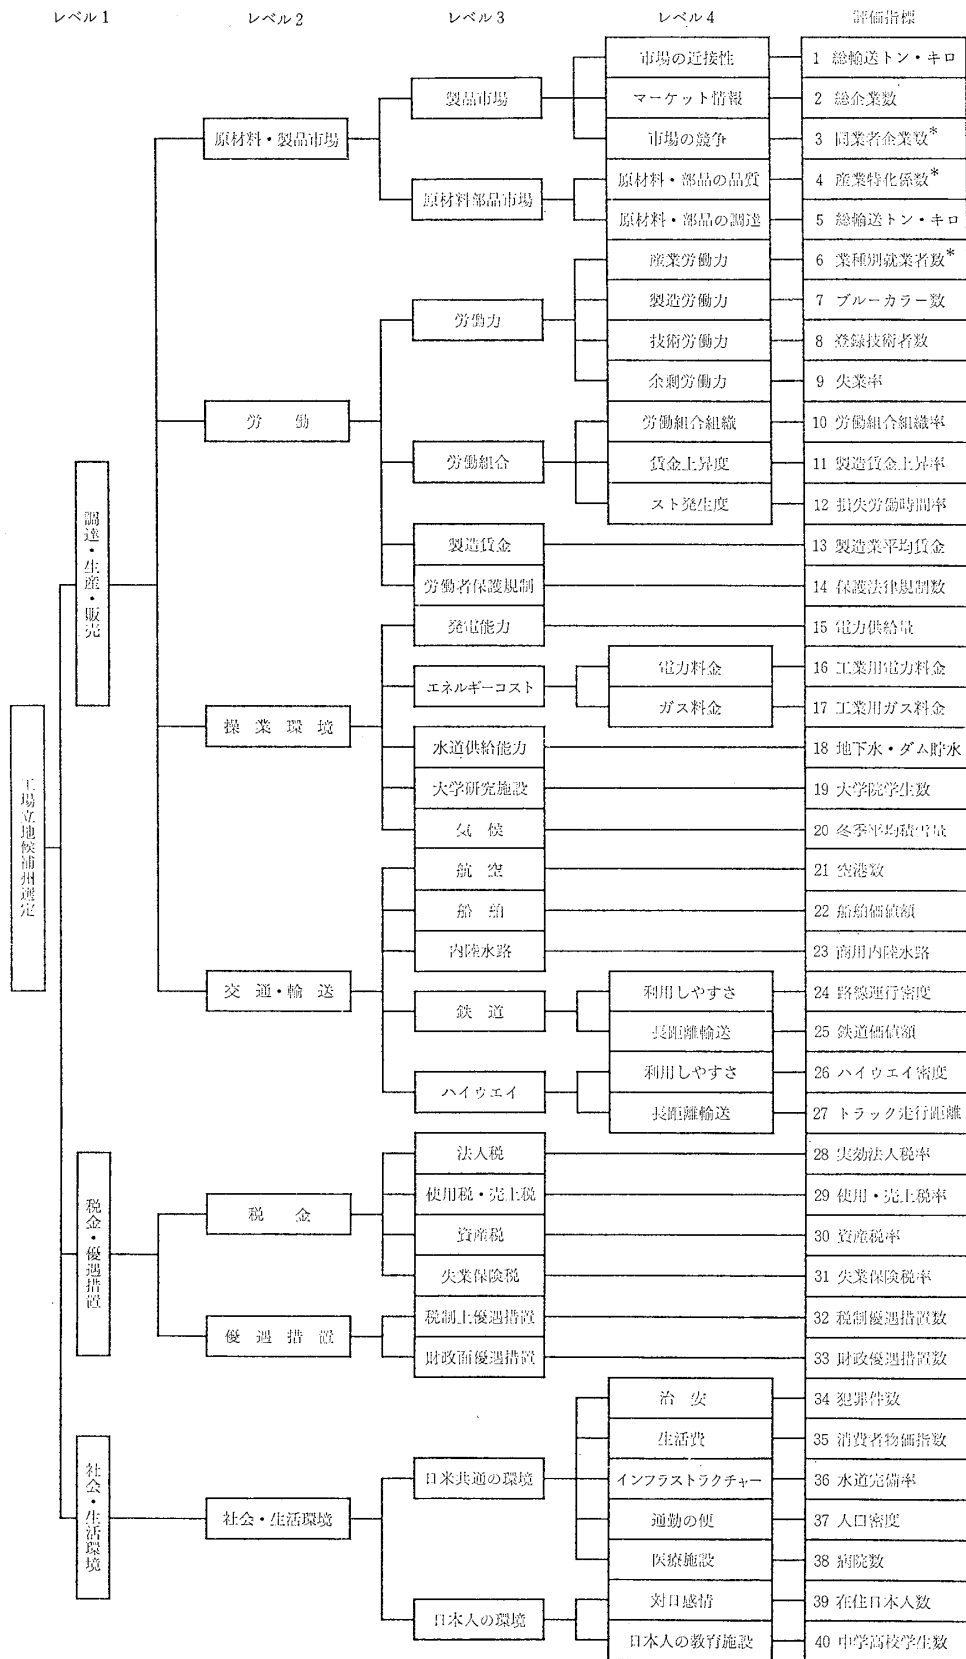 レベル1 レベル2 レベル3 レベル4 評価指標
工場立地候補州選定
調達・生産・販売
原材料・製品市場
製品市場
市場の近接性 1 総輸送トン・キロ
マーケット情報 2 総企業数
市場の競争 3 同業者企業数*
原材料部品市場
原材料・部品の品質 4 産業特化係数*
原材料・部品の調達 5 総輸送トン・キロ
労働
労働力
産業労働力 6 業種別就業者数*
製造労働力 7 ブルーカラー数
技術労働力 8 登録技術者数
余剰労働力 9 失業率
労働組合
労働組合組織 10 労働組合組織率
賃金上昇度 11 製造賃金上昇率
スト発生度 12 損失労働時間率
製造賃金 13 製造業平均賃金
労働者保護規制 14 保護法律規制数
操業環境
発電能力 15 電力供給量
エネルギーコスト
電力料金 16 工業用電力料金
ガス料金 17 工業用ガス料金
水道供給能力 18 地下水・ダム貯水
大学研究施設 19 大学院学生数
気候 20 冬季平均積雪量
交通・輸送
航空 21 空港数
船舶 22 船舶価値額
内陸水路 23 商用内陸水路
鉄道
利用しやすさ 24 路線運行密度
長距離輸送 25 鉄道価値額
ハイウエイ
利用しやすさ 26 ハイウエイ密度
長距離輸送 27 トラック走行距離
税金・優遇措置
税金
法人税 28 実効法人税率
使用税・売上税 29 使用・売上税率
資産税 30 資産税率
失業保険税 31 失業保険税率
優遇措置
税制上優遇措置 32 税制優遇措置数
財政面優遇措置 33 財政優遇措置数
社会・生活環境
社会・生活環境
日米共通の環境
治安 34 犯罪件数
生活費 35 消費者物価指数
インフラストラクチャー 36 水道完備率
通勤の便 37 人口密度
医療施設 38 病院数
日本人の環境
対日感情 39 在住日本人数
日本人の教育施設 40 中学高校学生数